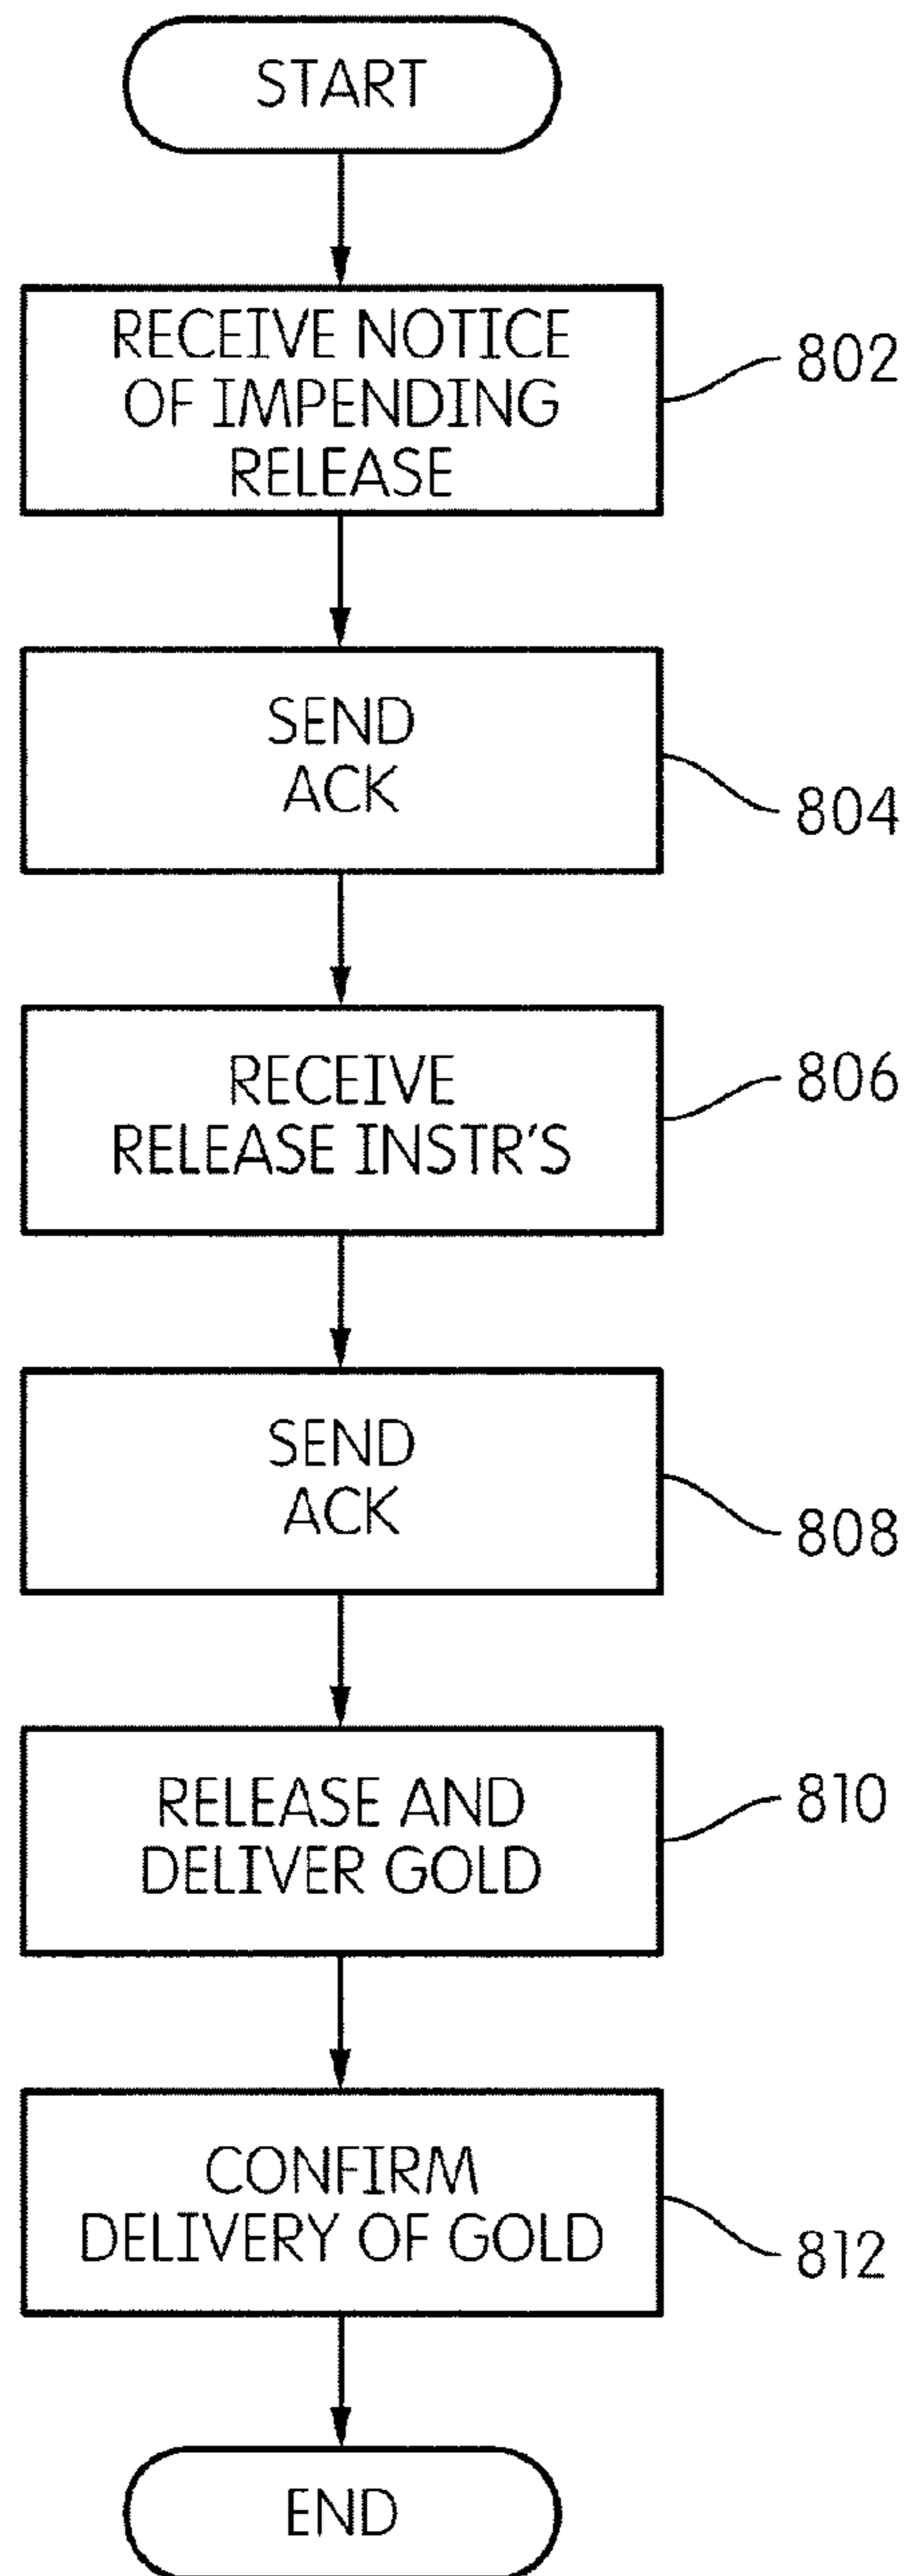 START
RECEIVE NOTICE
OF IMPENDING
RELEASE
802
SEND
ACK
804
RECEIVE
RELEASE INSTR'S
806
SEND
ACK
808
RELEASE AND
DELIVER GOLD
810
CONFIRM
DELIVERY OF GOLD
812
END